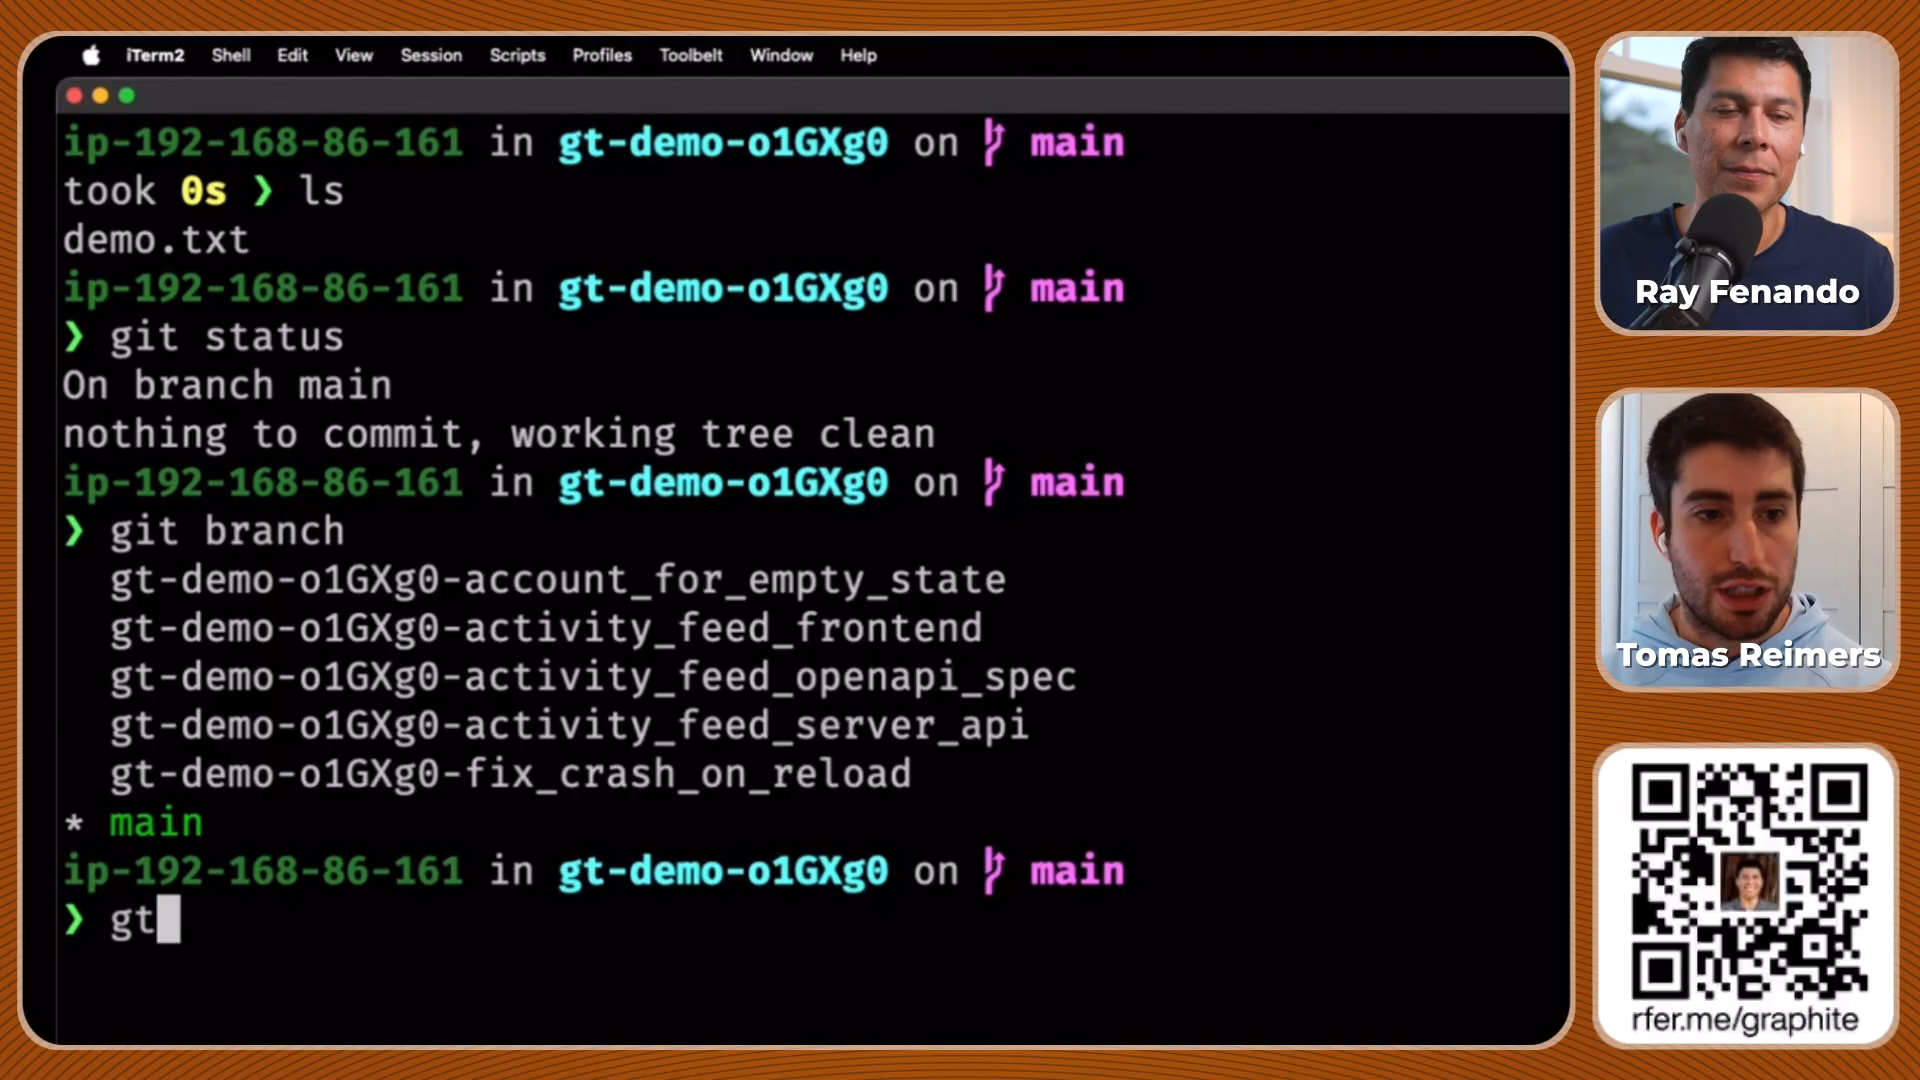 iTerm2 Shell Edit View Session Scripts Profiles Toolbelt Window Help
ip-192-168-86-161 in gt-demo-o1GXg0 on main
took 0s ❯ ls
demo.txt
ip-192-168-86-161 in gt-demo-o1GXg0 on main
❯ git status
On branch main
nothing to commit, working tree clean
ip-192-168-86-161 in gt-demo-o1GXg0 on main
❯ git branch
gt-demo-o1GXg0-account_for_empty_state
gt-demo-o1GXg0-activity_feed_frontend
gt-demo-o1GXg0-activity_feed_openapi_spec
gt-demo-o1GXg0-activity_feed_server_api
gt-demo-o1GXg0-fix_crash_on_reload
* main
ip-192-168-86-161 in gt-demo-o1GXg0 on main
❯ gt
Ray Fenando
Tomas Reimers
rfer.me/graphite